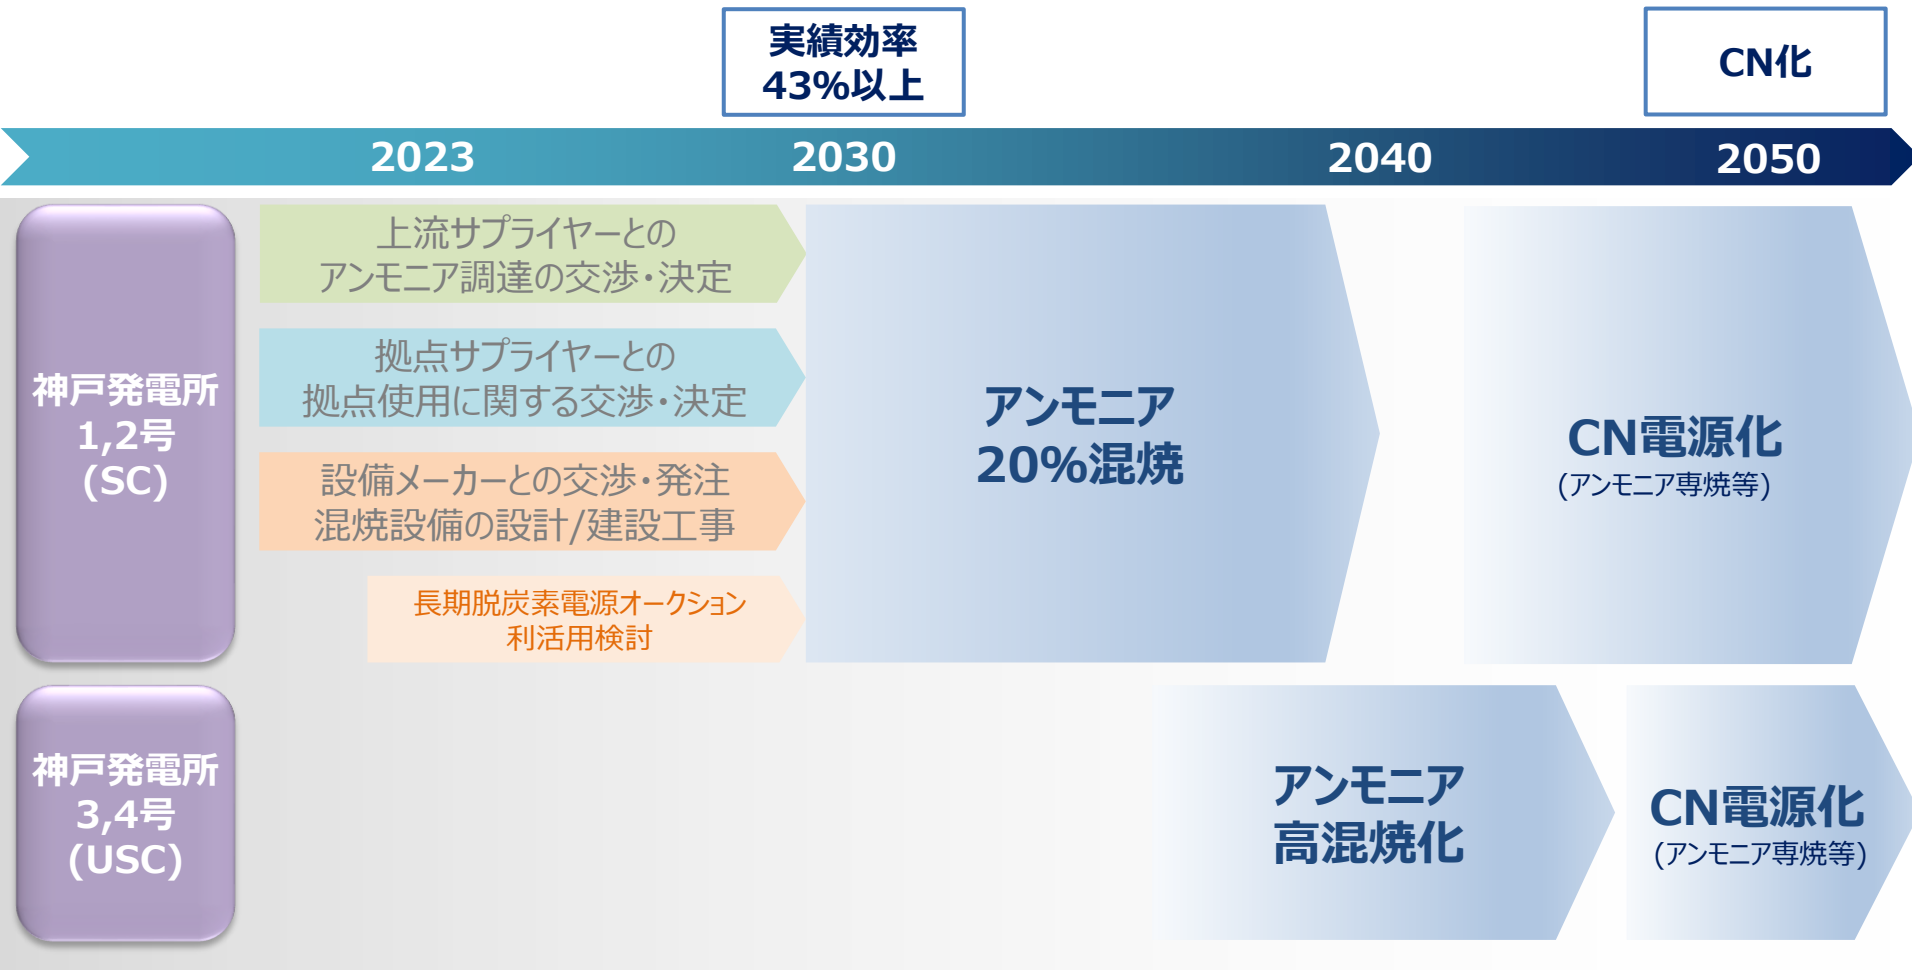 実績効率
43%以上
CN化
2023
2030
2040
2050
神戸発電所
1,2号
(SC)
上流サプライヤーとの
アンモニア調達の交渉・決定
拠点サプライヤーとの
拠点使用に関する交渉・決定
設備メーカーとの交渉・発注
混焼設備の設計/建設工事
長期脱炭素電源オークション
利活用検討
アンモニア
20%混焼
CN電源化
(アンモニア専焼等)
神戸発電所
3,4号
(USC)
アンモニア
高混焼化
CN電源化
(アンモニア専焼等)